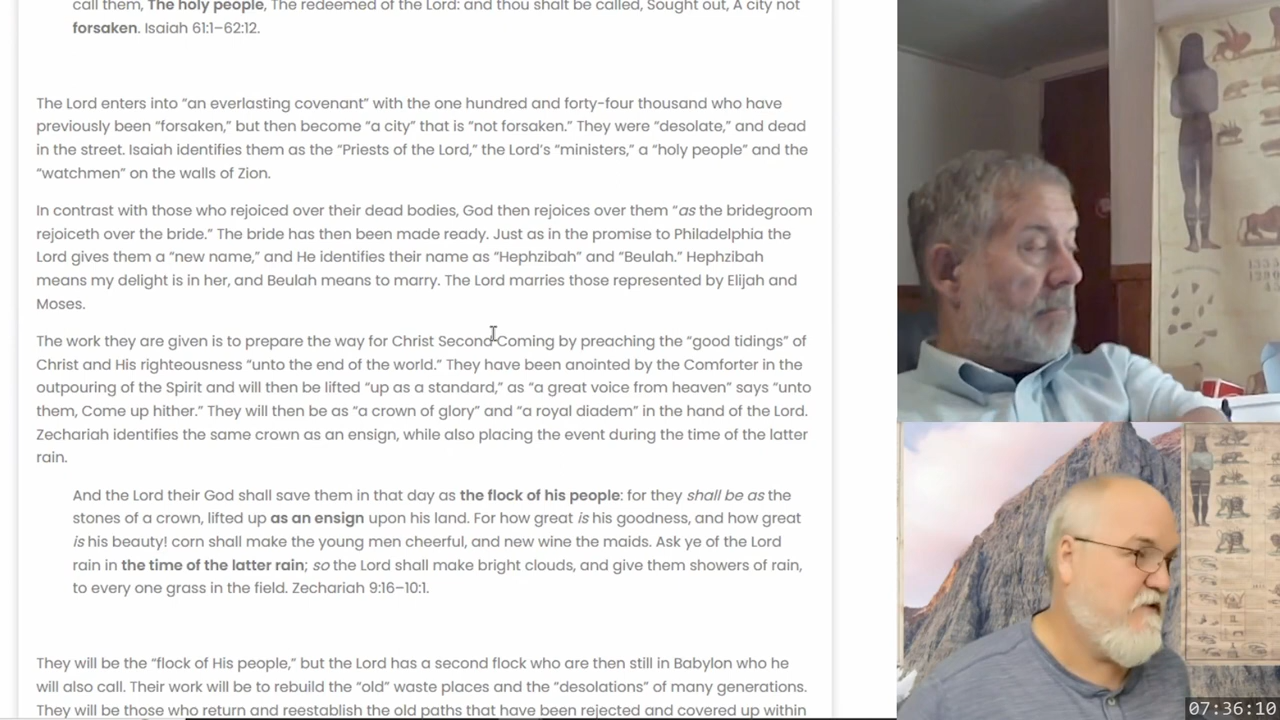 call them, The holy people, The redeemed of the Lord: and thou shalt be called, Sought out, A city not
forsaken. Isaiah 61:1–62:12.
The Lord enters into “an everlasting covenant” with the one hundred and forty-four thousand who have
previously been “forsaken,” but then become “a city” that is “not forsaken.” They were “desolate,” and dead
in the street. Isaiah identifies them as the “Priests of the Lord,” the Lord’s “ministers,” a “holy people” and the
“watchmen” on the walls of Zion.
In contrast with those who rejoiced over their dead bodies, God then rejoices over them “as the bridegroom
rejoiceth over the bride.” The bride has then been made ready. Just as in the promise to Philadelphia the
Lord gives them a “new name,” and He identifies their name as “Hephzibah” and “Beulah.” Hephzibah
means my delight is in her, and Beulah means to marry. The Lord marries those represented by Elijah and
Moses.
The work they are given is to prepare the way for Christ Second Coming by preaching the “good tidings” of
Christ and His righteousness “unto the end of the world.” They have been anointed by the Comforter in the
outpouring of the Spirit and will then be lifted “up as a standard,” as “a great voice from heaven” says “unto
them, Come up hither.” They will then be as “a crown of glory” and “a royal diadem” in the hand of the Lord.
Zechariah identifies the same crown as an ensign, while also placing the event during the time of the latter
rain.
And the Lord their God shall save them in that day as the flock of his people: for they shall be as the
stones of a crown, lifted up as an ensign upon his land. For how great is his goodness, and how great
is his beauty! corn shall make the young men cheerful, and new wine the maids. Ask ye of the Lord
rain in the time of the latter rain; so the Lord shall make bright clouds, and give them showers of rain,
to every one grass in the field. Zechariah 9:16–10:1.
They will be the “flock of His people,” but the Lord has a second flock who are then still in Babylon who he
will also call. Their work will be to rebuild the “old” waste places and the “desolations” of many generations.
They will be those who return and reestablish the old paths that have been rejected and covered up within
07:36:10